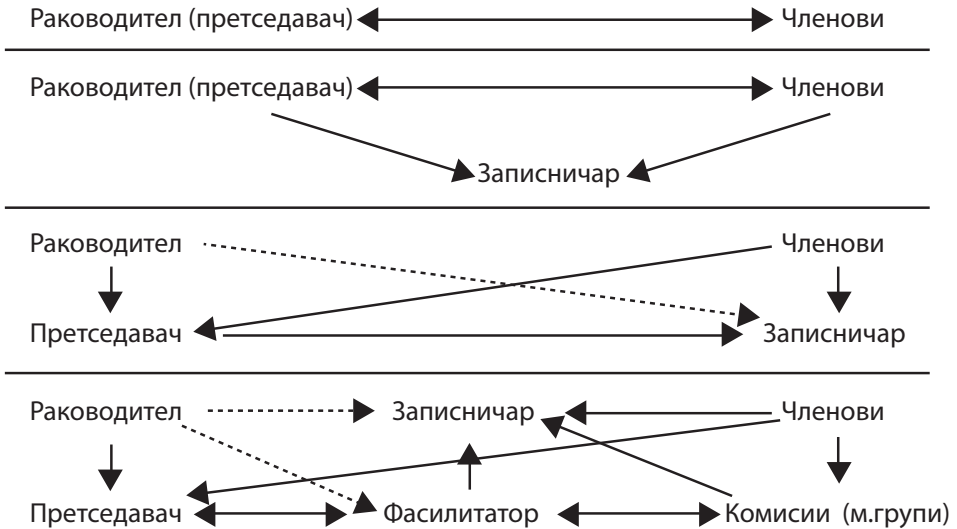 Раководител (претседавач) Членови
Раководител (претседавач) Членови
Записничар
Раководител Членови
Претседавач Записничар
Раководител Записничар Членови
Претседавач Фасилитатор Комисии (м.групи)